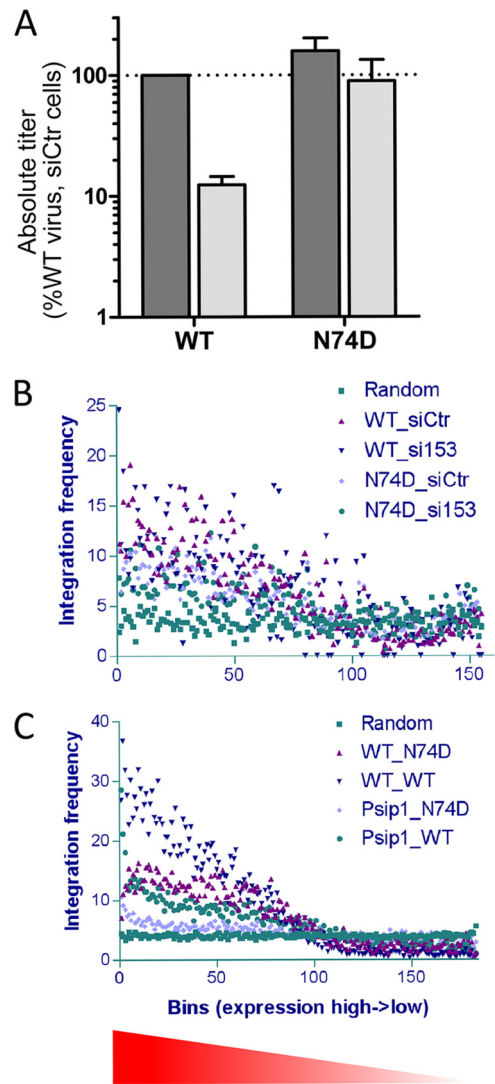 A
Absolute titer
(%WT virus, siCtr cells)
100
10
1
WT N74D
B
Random
WT_siCtr
WT_si153
N74D_siCtr
N74D_si153
Integration frequency
25
20
15
10
5
0
0 50 100 150
C
Random
WT_N74D
WT_WT
Psip1_N74D
Psip1_WT
Integration frequency
40
30
20
10
0
0 50 100 150
Bins (expression high->low)